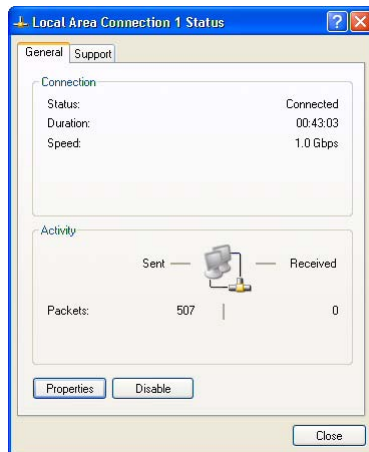 Local Area Connection 1 Status
General Support
Connection
Status: Connected
Duration: 00:43:03
Speed: 1.0 Gbps
Activity
Sent Received
Packets: 507 0
Properties Disable
Close